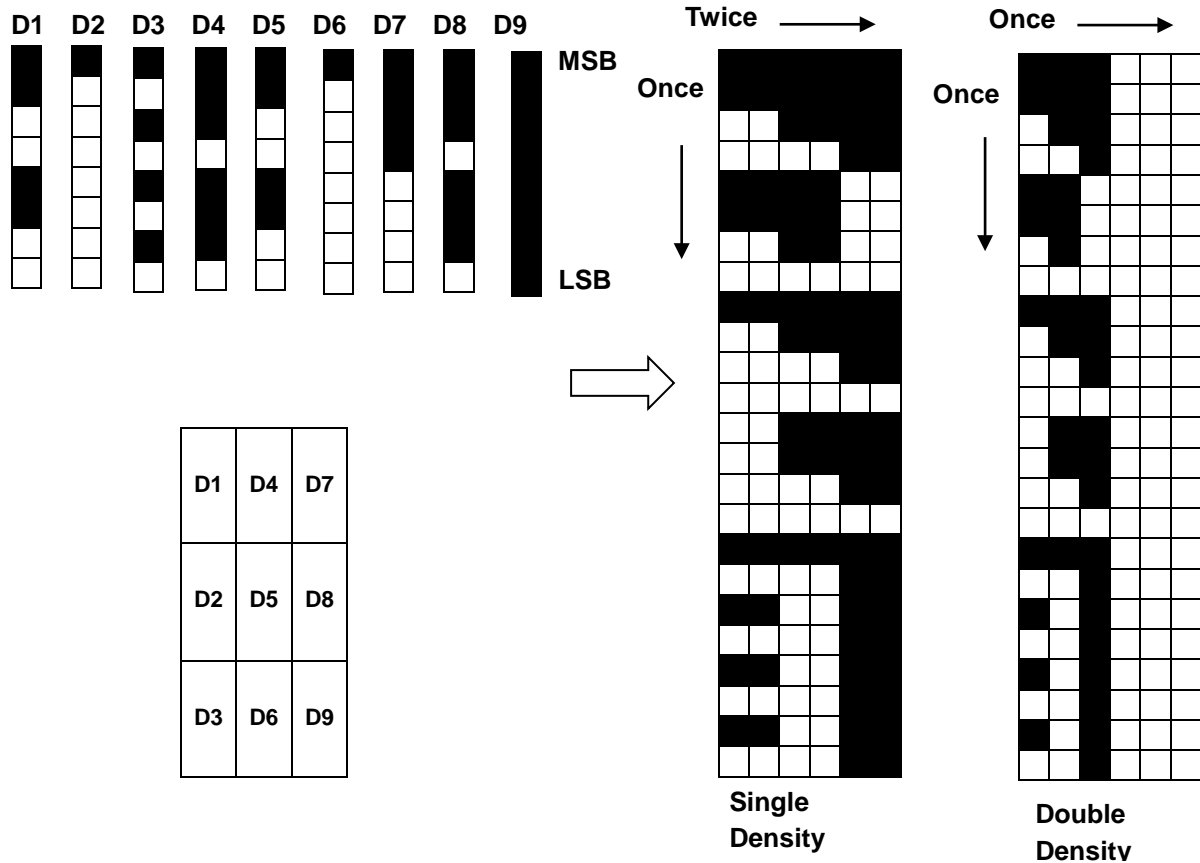 D1 D2 D3 D4 D5 D6 D7 D8 D9
MSB
LSB
D1 D4 D7
D2 D5 D8
D3 D6 D9
Twice
Once
Single
Density
Once
Once
Double
Density